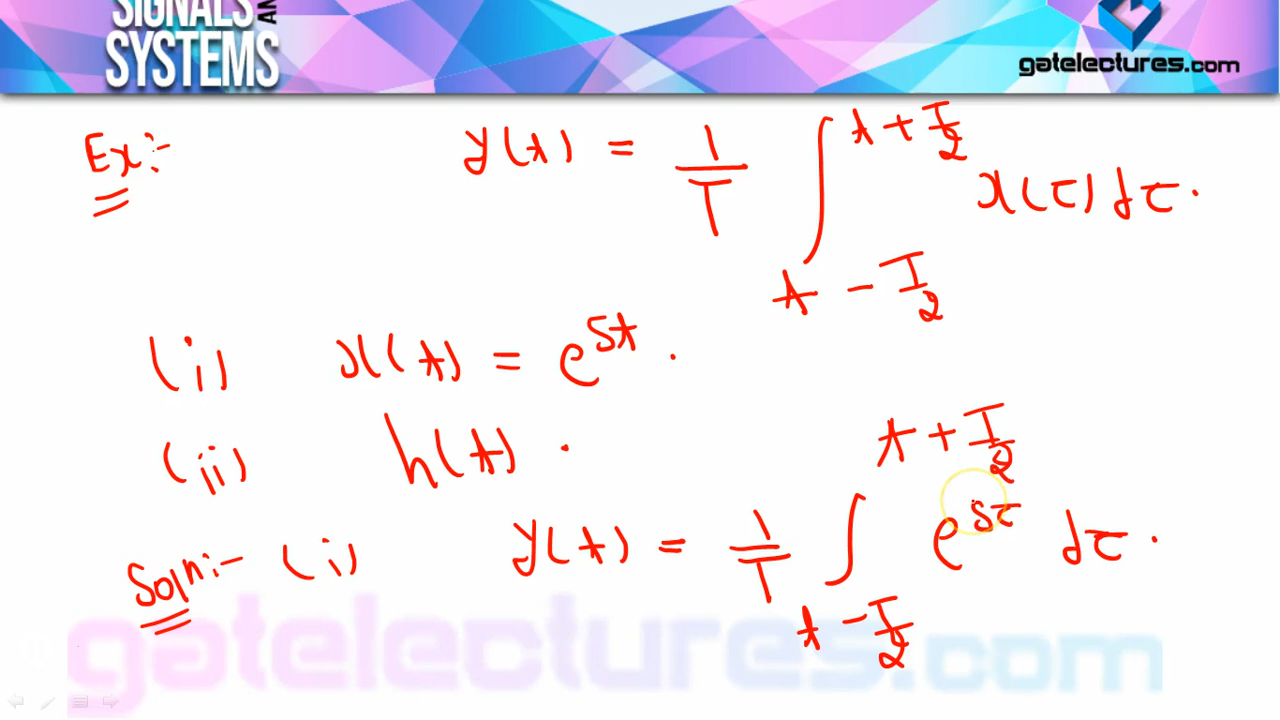 SIGNALS AND
SYSTEMS
gatelectures.com
Ex:- y(t) = 1/T ∫_{t - T/2}^{t + T/2} x(τ) dτ.
(i) x(t) = e^{st}.
(ii) h(t).
Soln:- (i) y(t) = 1/T ∫_{t - T/2}^{t + T/2} e^{sτ} dτ.
gatelectures.com